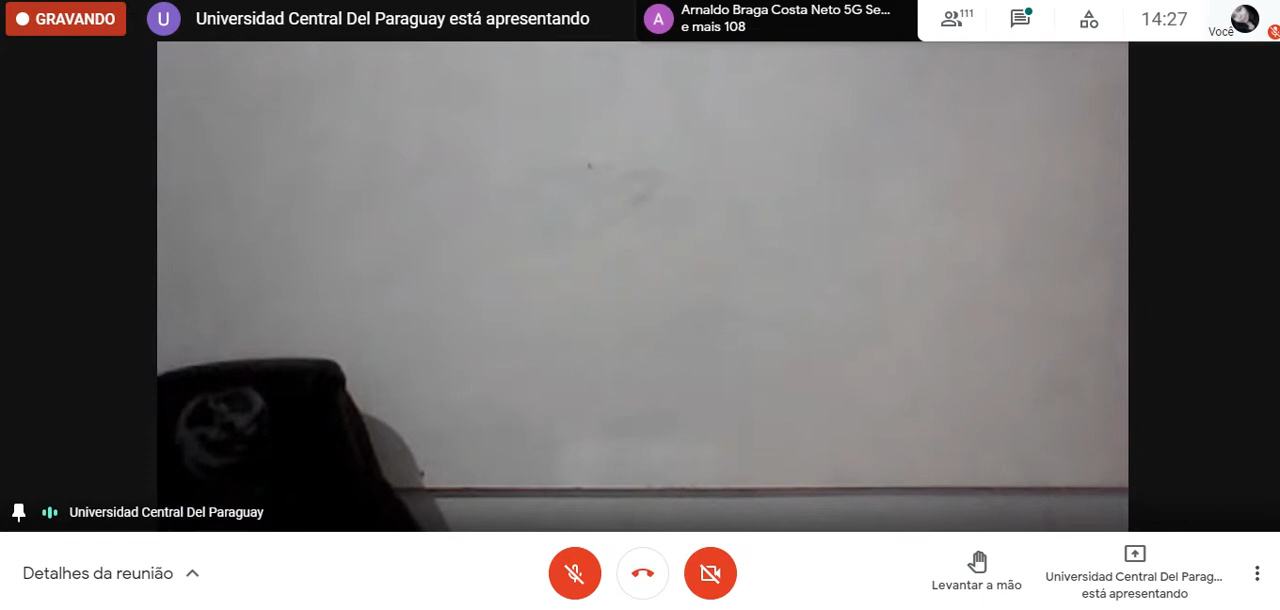 GRAVANDO
U
Universidad Central Del Paraguay está apresentando
A
Arnaldo Braga Costa Neto 5G Se...
e mais 108
111
14:27
Você
Universidad Central Del Paraguay
Detalhes da reunião
Levantar a mão
Universidad Central Del Parag...
está apresentando